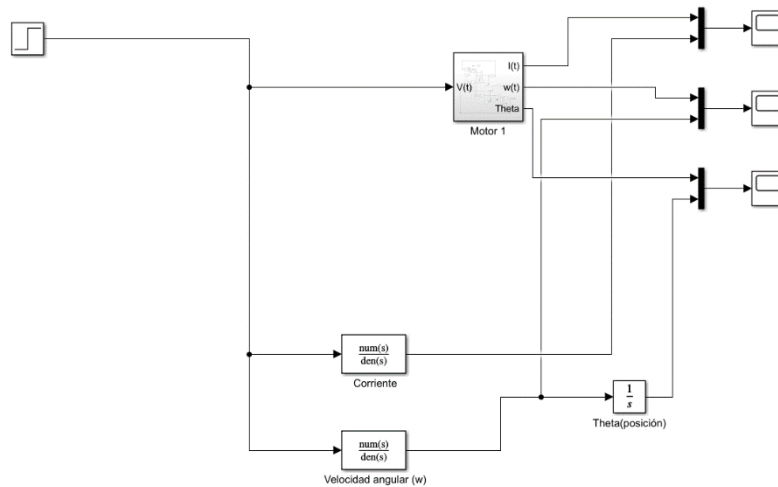 V(t)
I(t)
w(t)
Theta
Motor 1
num(s)
den(s)
Corriente
1
s
Theta(posición)
num(s)
den(s)
Velocidad angular (w)